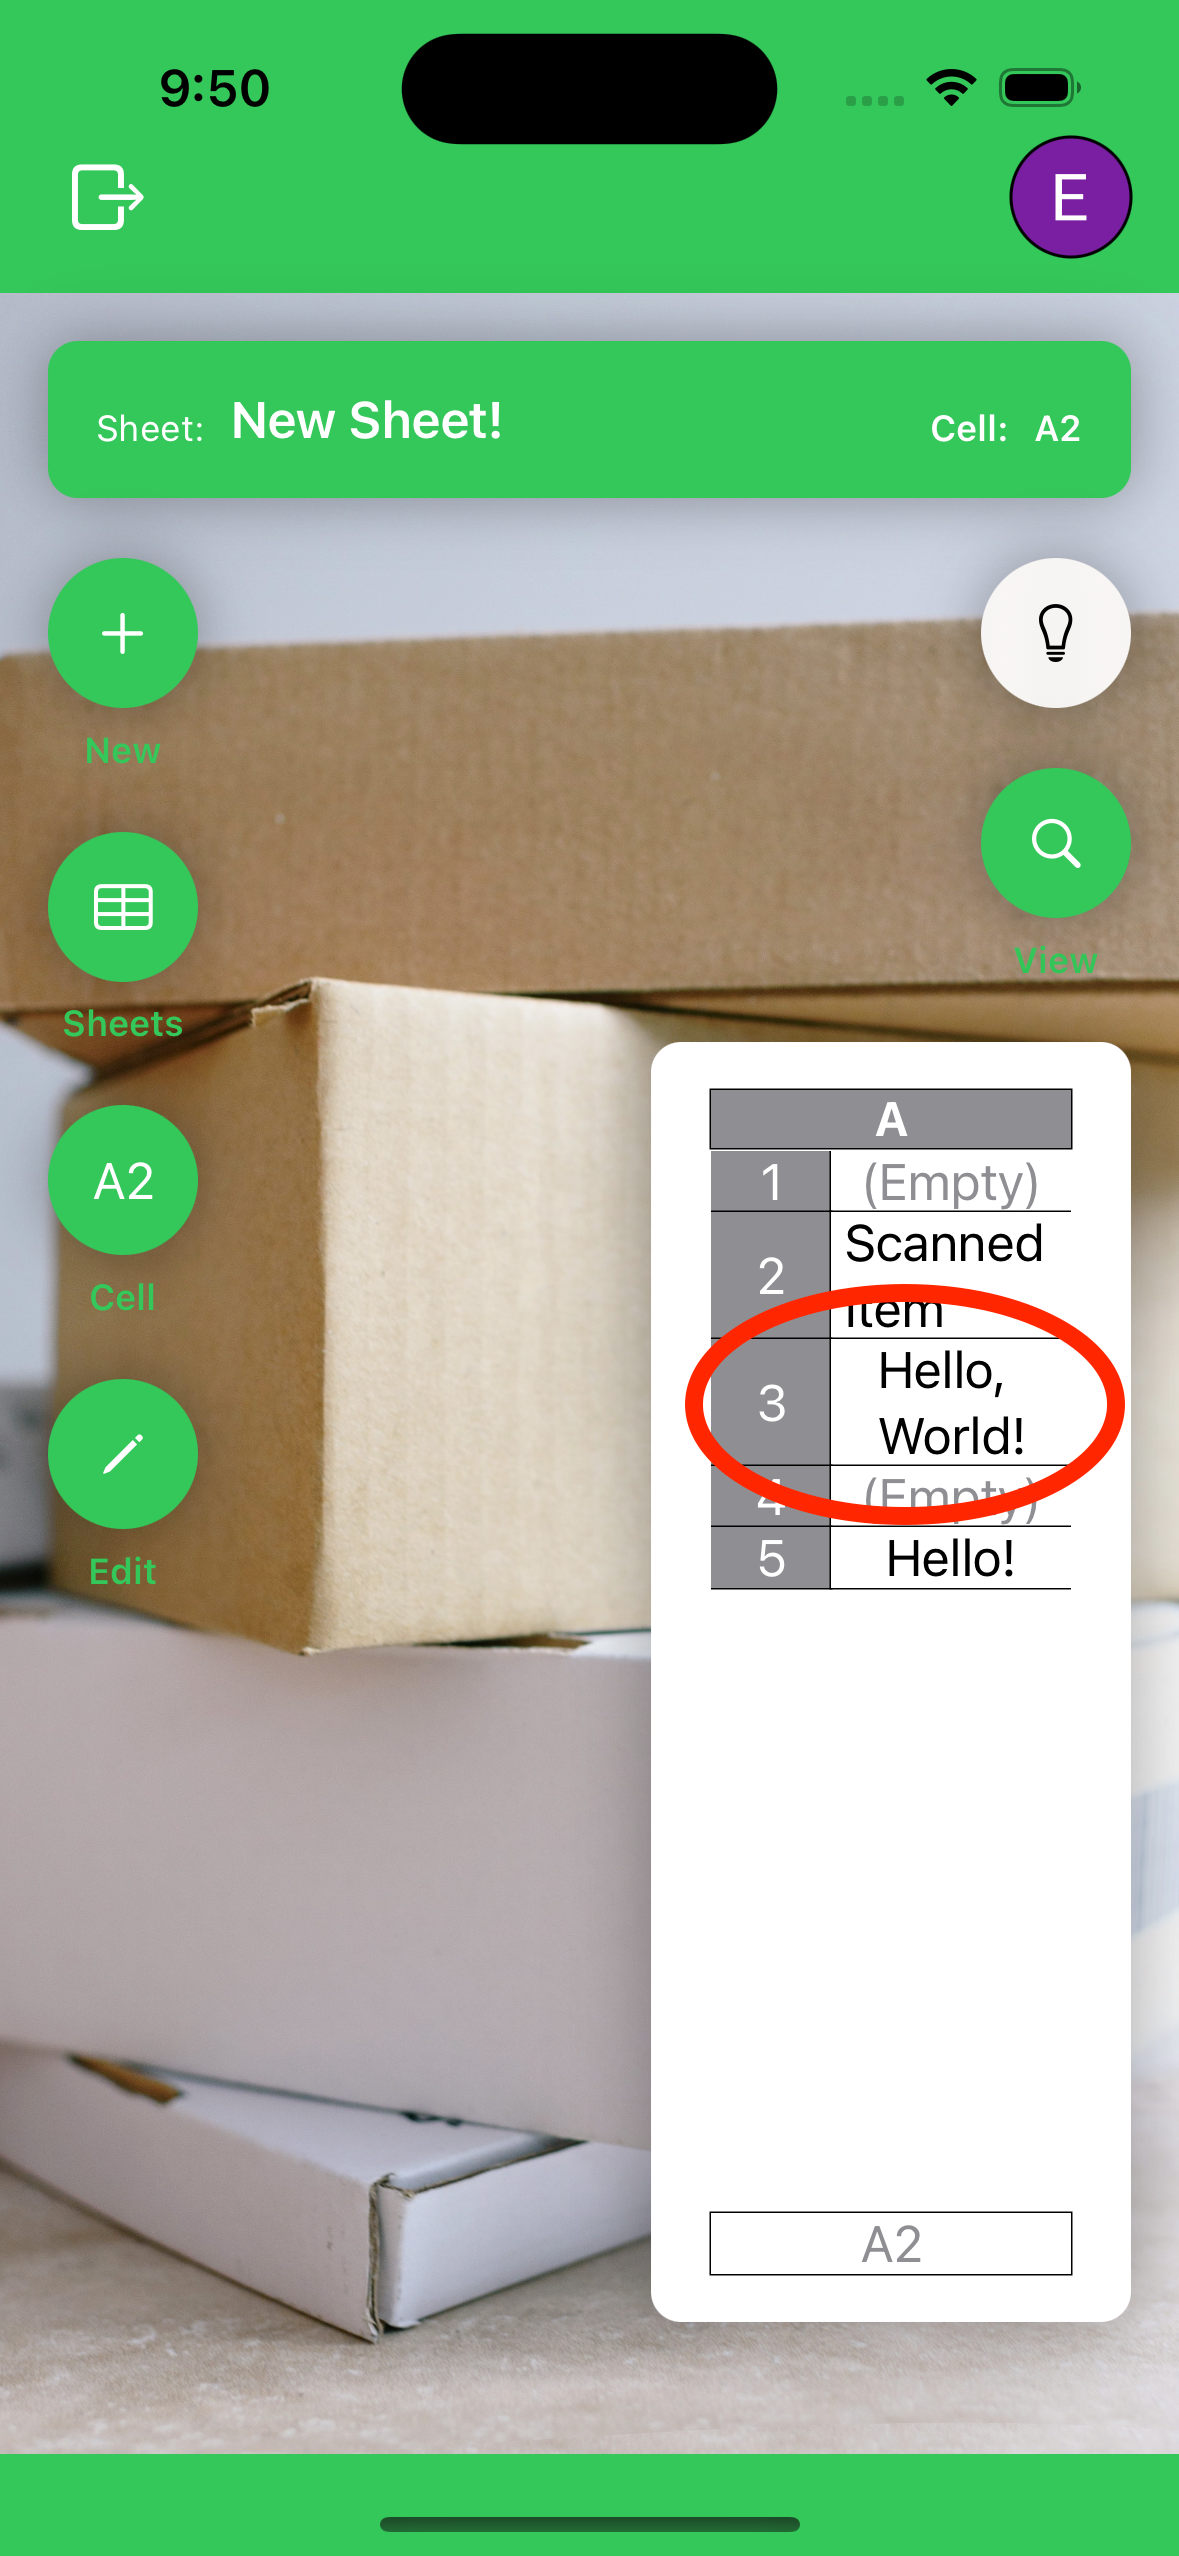 9:50
E
Sheet: New Sheet! Cell: A2
New
Sheets
View
A2
Cell
Edit
A
1 (Empty)
2 Scanned
item
3 Hello,
World!
4 (Empty)
5 Hello!
A2